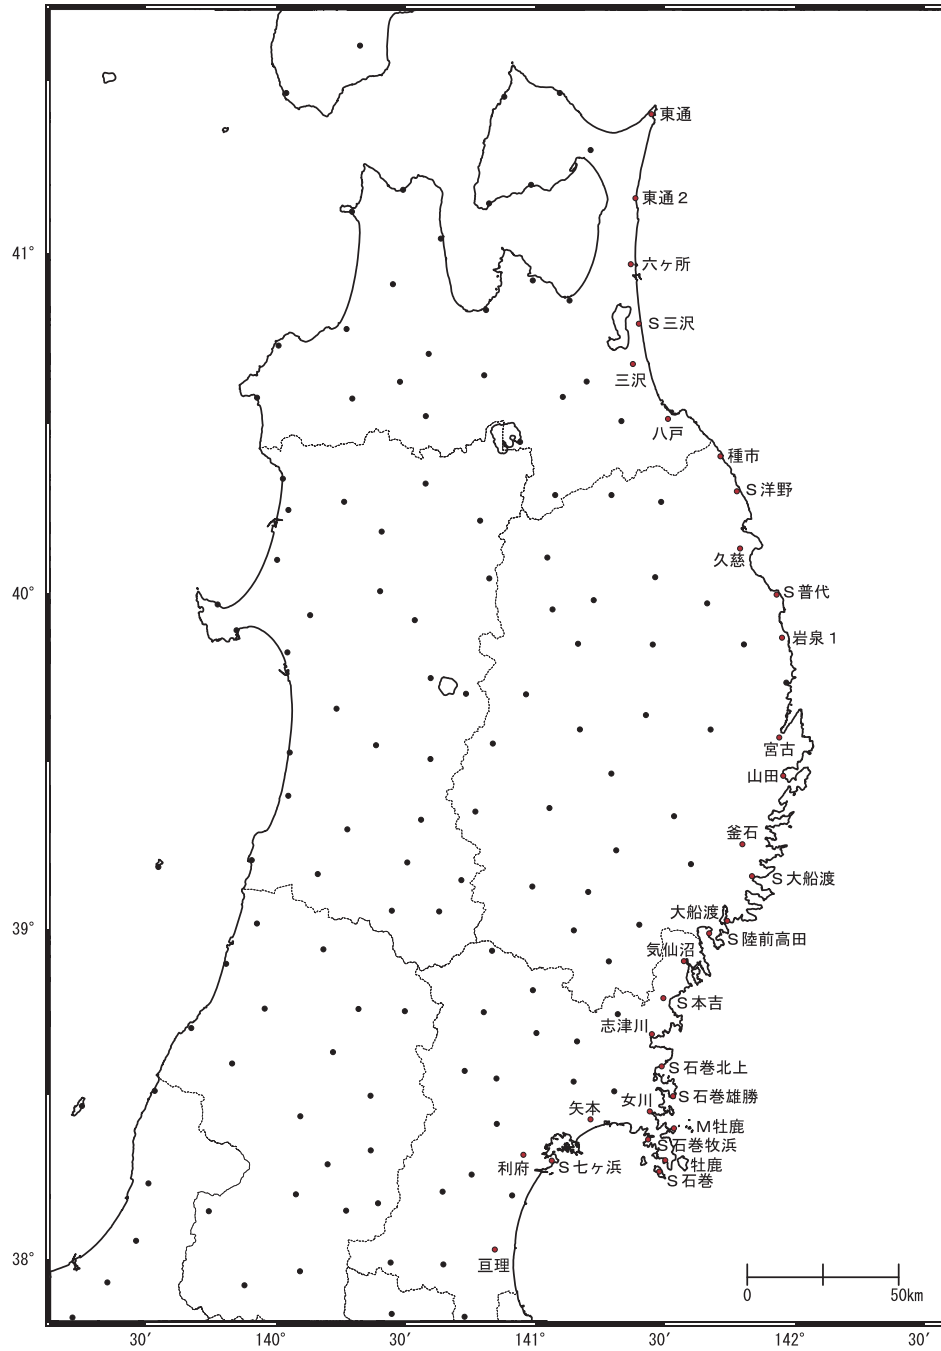 東通
東通２
41°
六ヶ所
Ｓ三沢
三沢
八戸
種市
Ｓ洋野
久慈
40°
Ｓ普代
岩泉１
宮古
山田
釜石
Ｓ大船渡
大船渡
39°
Ｓ陸前高田
気仙沼
Ｓ本吉
志津川
Ｓ石巻北上
女川
Ｓ石巻雄勝
矢本
Ｍ牡鹿
Ｓ石巻牧浜
利府
Ｓ七ヶ浜
牡鹿
Ｓ石巻
38°
亘理
0
50km
30′
140°
30′
141°
30′
142°
30′